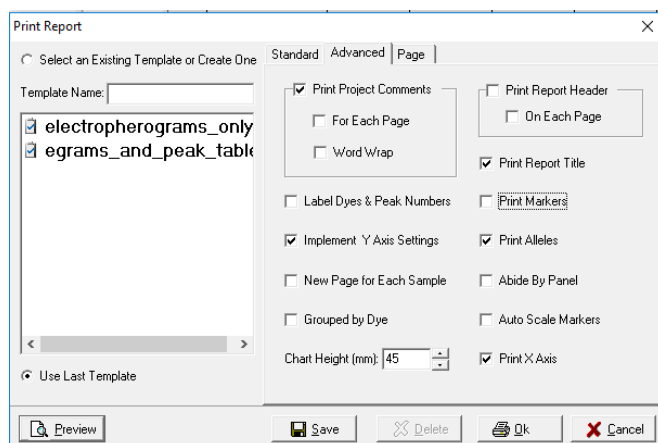 Print Report
Select an Existing Template or Create One
Template Name:
electropherograms_only
egrams_and_peak_table
Use Last Template
Standard Advanced Page
Print Project Comments
For Each Page
Word Wrap
Label Dyes & Peak Numbers
Implement Y Axis Settings
New Page for Each Sample
Grouped by Dye
Chart Height (mm): 45
Print Report Header
On Each Page
Print Report Title
Print Markers
Print Alleles
Abide By Panel
Auto Scale Markers
Print X Axis
Preview Save Delete Ok Cancel